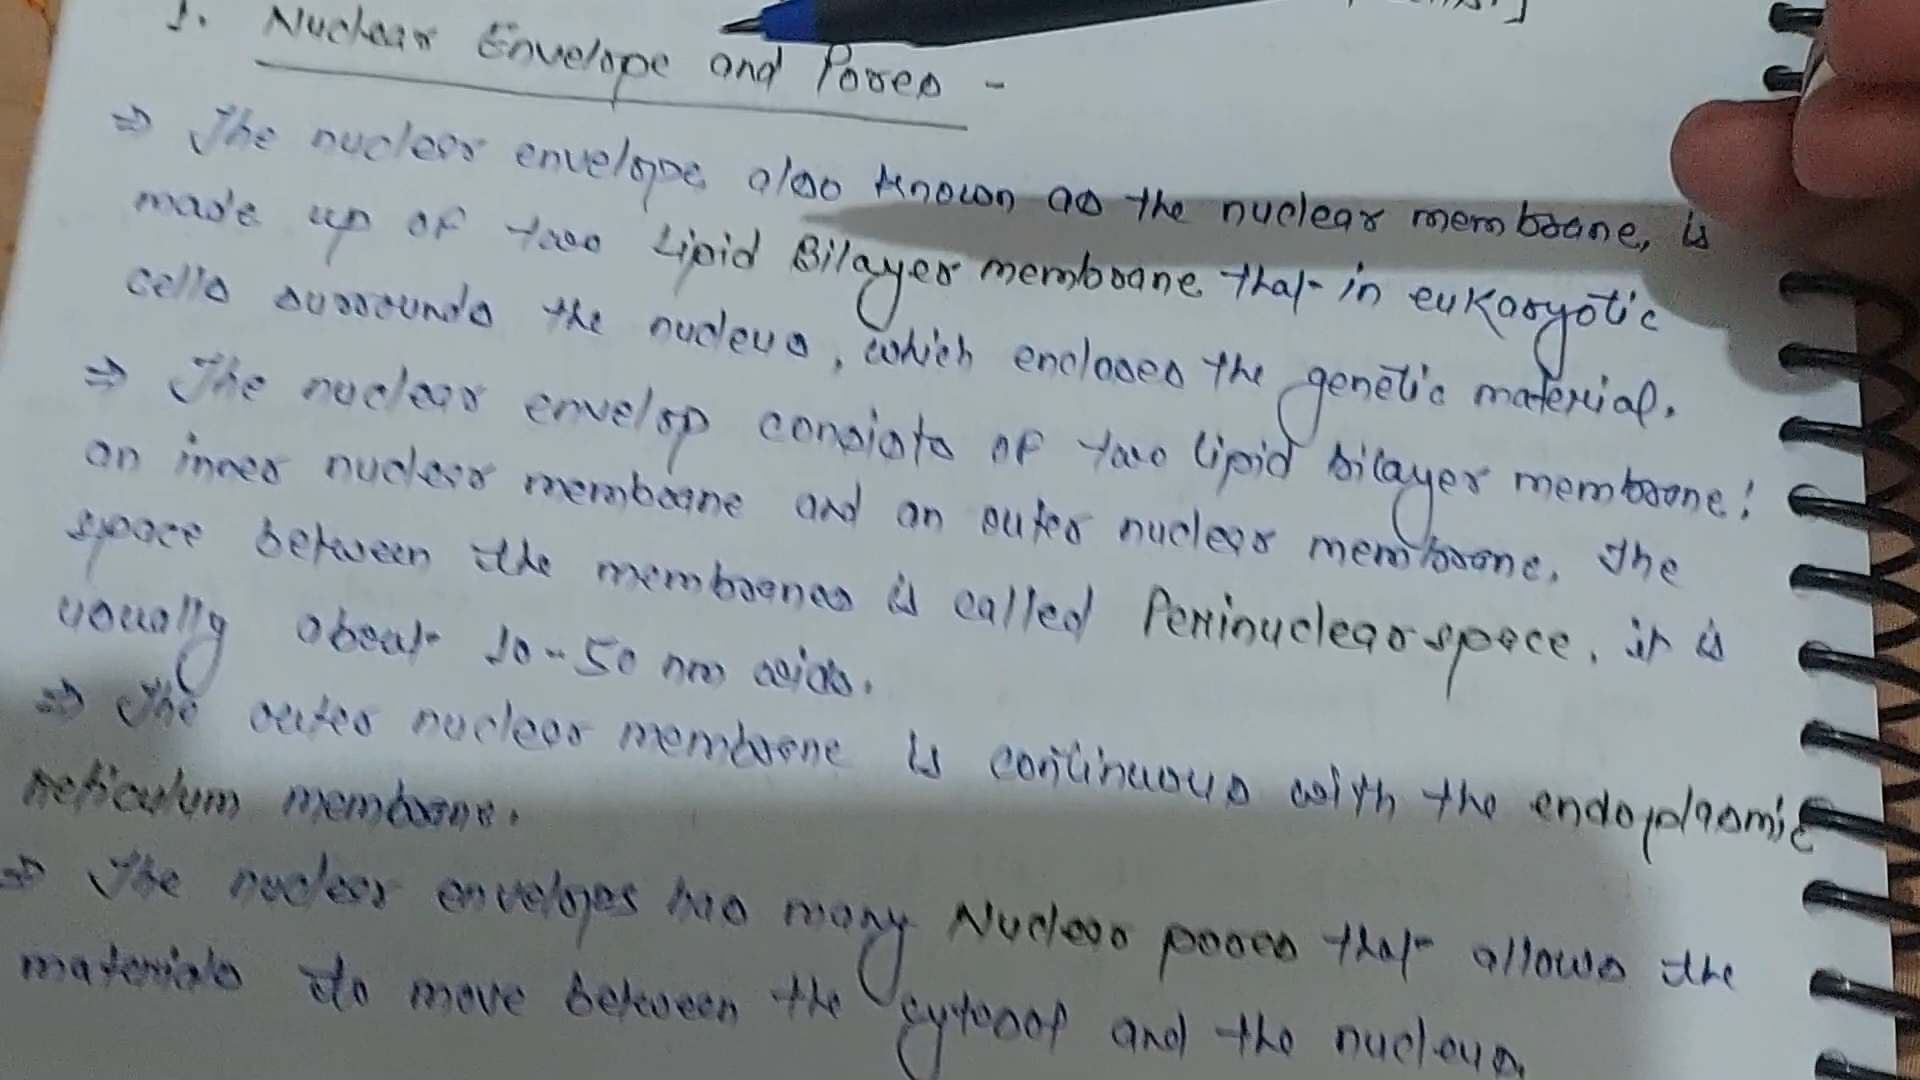 1. Nuclear Envelope and Pores -
⇒ The nuclear envelope, also known as the nuclear membrane, is
made up of two Lipid Bilayer membrane that in eukaryotic
cells surrounds the nucleus, which encloses the genetic material.
⇒ The nuclear envelop consists of two lipid bilayer membrane:
an inner nuclear membrane and an outer nuclear membrane. The
space between the membranes is called Perinuclear space. it is
usually about 10-50 nm wide.
⇒ The outer nuclear membrane is continuous with the endoplasmic
reticulum membrane.
⇒ The nuclear envelopes has many Nuclear pores that allows the
materials to move between the cytosol and the nucleus.